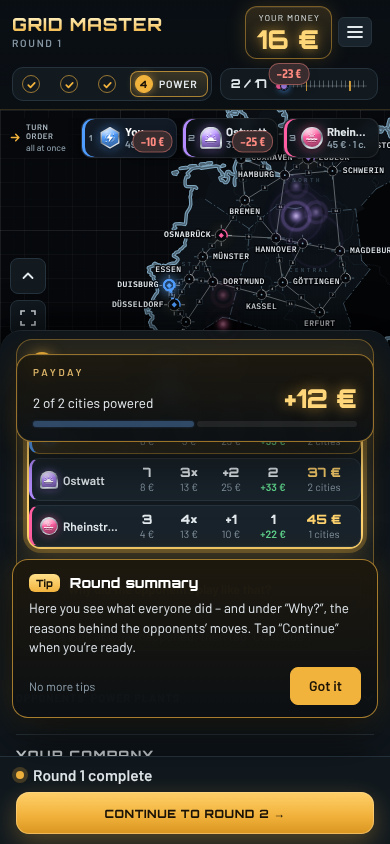 GRID MASTER
ROUND 1
YOUR MONEY
16 €
4 POWER
2 / 17
–23 €
TURN ORDER
all at once
1
–10 €
2
–25 €
3 Rhein...
45 € · 1 c.
HAMBURG
SCHWERIN
NORTH
BREMEN
OSNABRÜCK
HANNOVER
MAGDEBUR
MÜNSTER
ESSEN
CENTRAL
DUISBURG
DORTMUND
GÖTTINGEN
DÜSSELDORF
KASSEL
ERFURT
PAYDAY
2 of 2 cities powered
+12 €
Ostwatt
7
3x
+2
2
37 €
8 €
13 €
25 €
+33 €
2 cities
Rheinstr...
3
4x
+1
1
45 €
4 €
13 €
10 €
+22 €
1 cities
Tip Round summary
Here you see what everyone did – and under “Why?”, the
reasons behind the opponents’ moves. Tap “Continue”
when you’re ready.
No more tips
Got it
YOUR COMPANY
Round 1 complete
CONTINUE TO ROUND 2 →